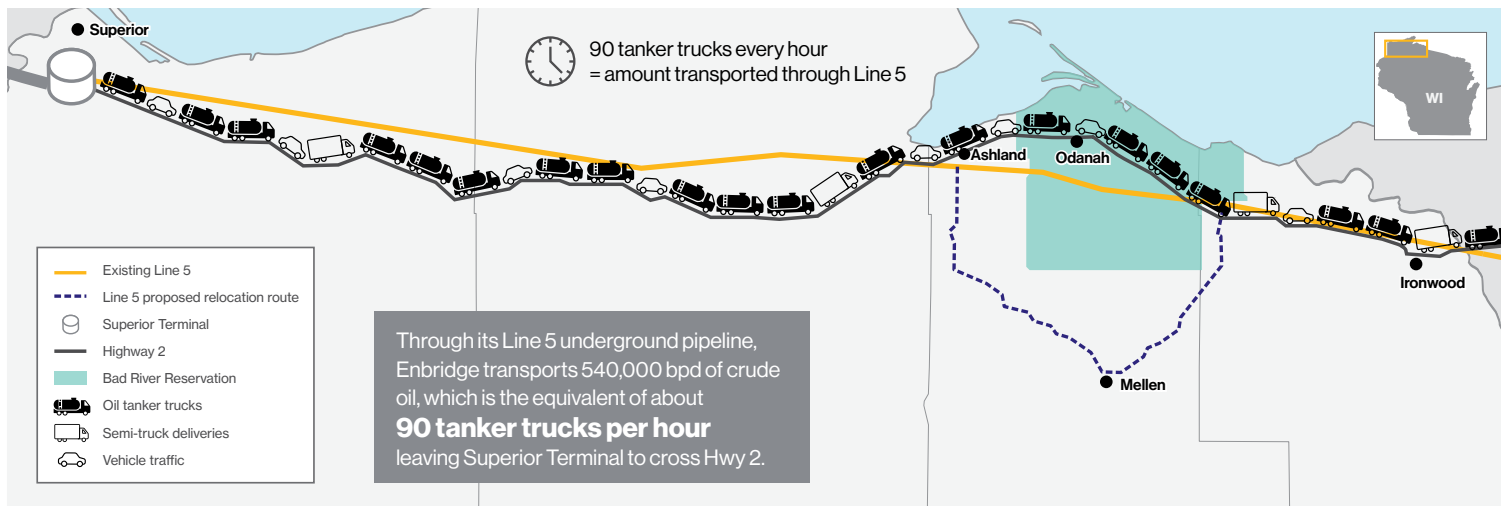 Superior
90 tanker trucks every hour
= amount transported through Line 5
WI
Ashland
Odanah
Ironwood
Mellen
Existing Line 5
Line 5 proposed relocation route
Superior Terminal
Highway 2
Bad River Reservation
Oil tanker trucks
Semi-truck deliveries
Vehicle traffic
Through its Line 5 underground pipeline,
Enbridge transports 540,000 bpd of crude
oil, which is the equivalent of about
90 tanker trucks per hour
leaving Superior Terminal to cross Hwy 2.